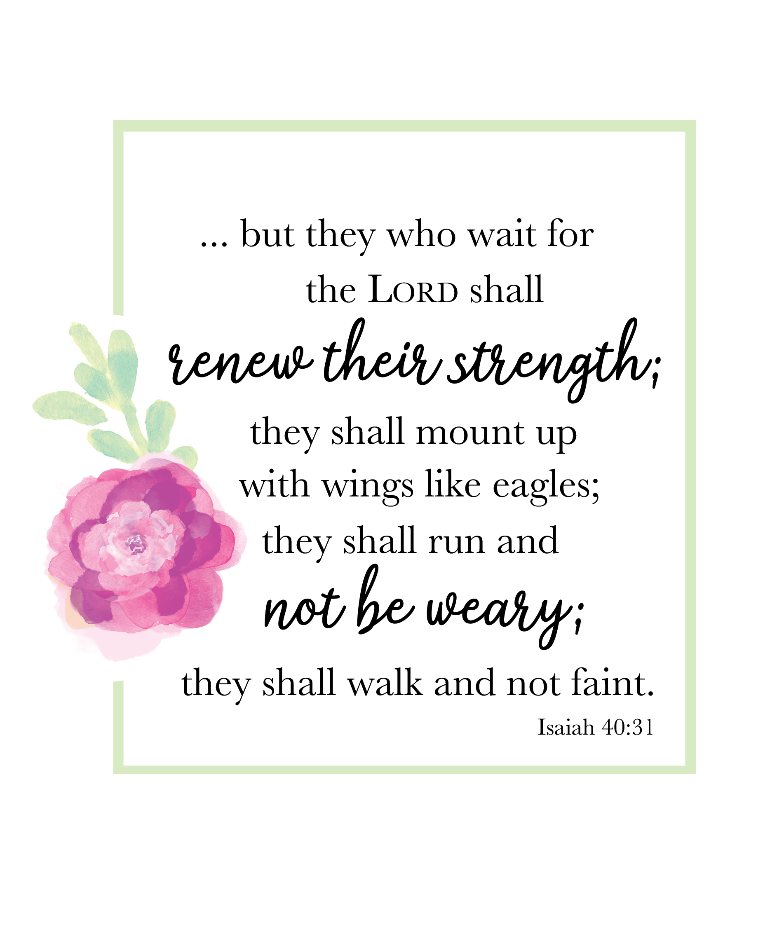 ... but they who wait for
the LORD shall
renew their strength;
they shall mount up
with wings like eagles;
they shall run and
not be weary;
they shall walk and not faint.
Isaiah 40:31